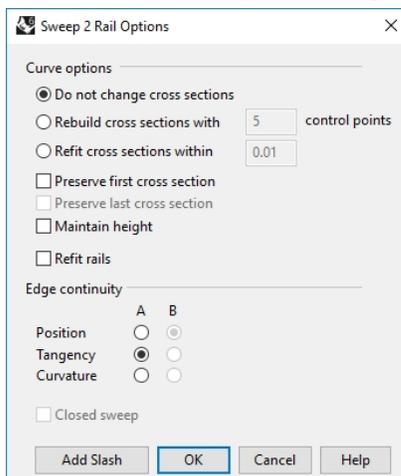 Sweep 2 Rail Options
Curve options
Do not change cross sections
Rebuild cross sections with 5 control points
Refit cross sections within 0.01
Preserve first cross section
Preserve last cross section
Maintain height
Refit rails
Edge continuity
A B
Position
Tangency
Curvature
Closed sweep
Add Slash OK Cancel Help